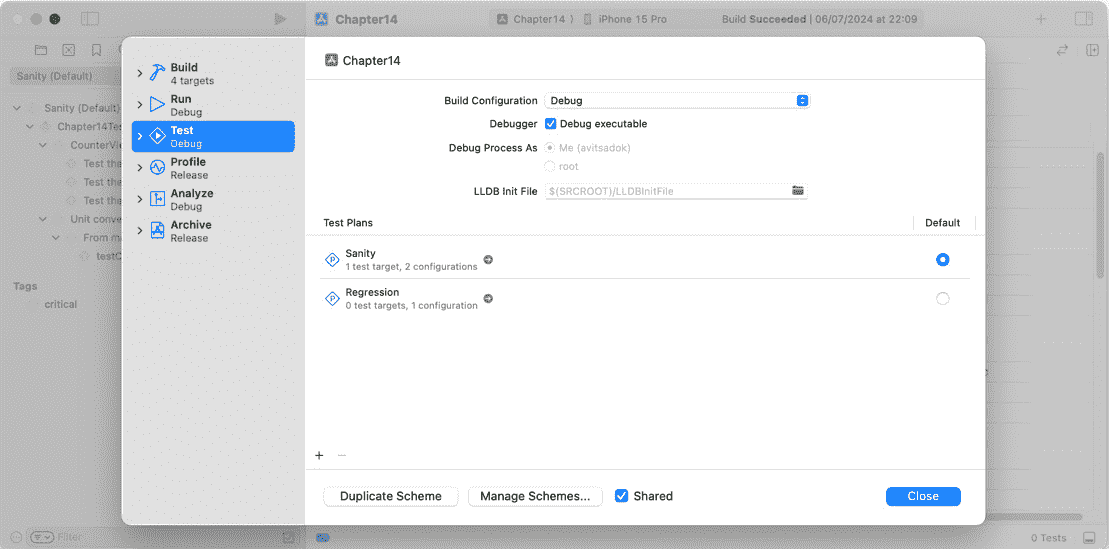 Chapter14
Chapter14 ⟩ iPhone 15 Pro
Build Succeeded | 06/07/2024 at 22:09
Sanity (Default)
Sanity (Default)
Chapter14Te
CounterVi
Test the
Test the
Test the
Unit conve
From m
test
Tags
critical
Filter
Build
4 targets
Run
Debug
Test
Debug
Profile
Release
Analyze
Debug
Archive
Release
Chapter14
Build Configuration Debug
Debugger Debug executable
Debug Process As Me (avitsadok)
root
LLDB Init File $(SRCROOT)/LLDBInitFile
Test Plans Default
Sanity
1 test target, 2 configurations
Regression
0 test targets, 1 configuration
+ −
Duplicate Scheme Manage Schemes... Shared Close
0 Tests